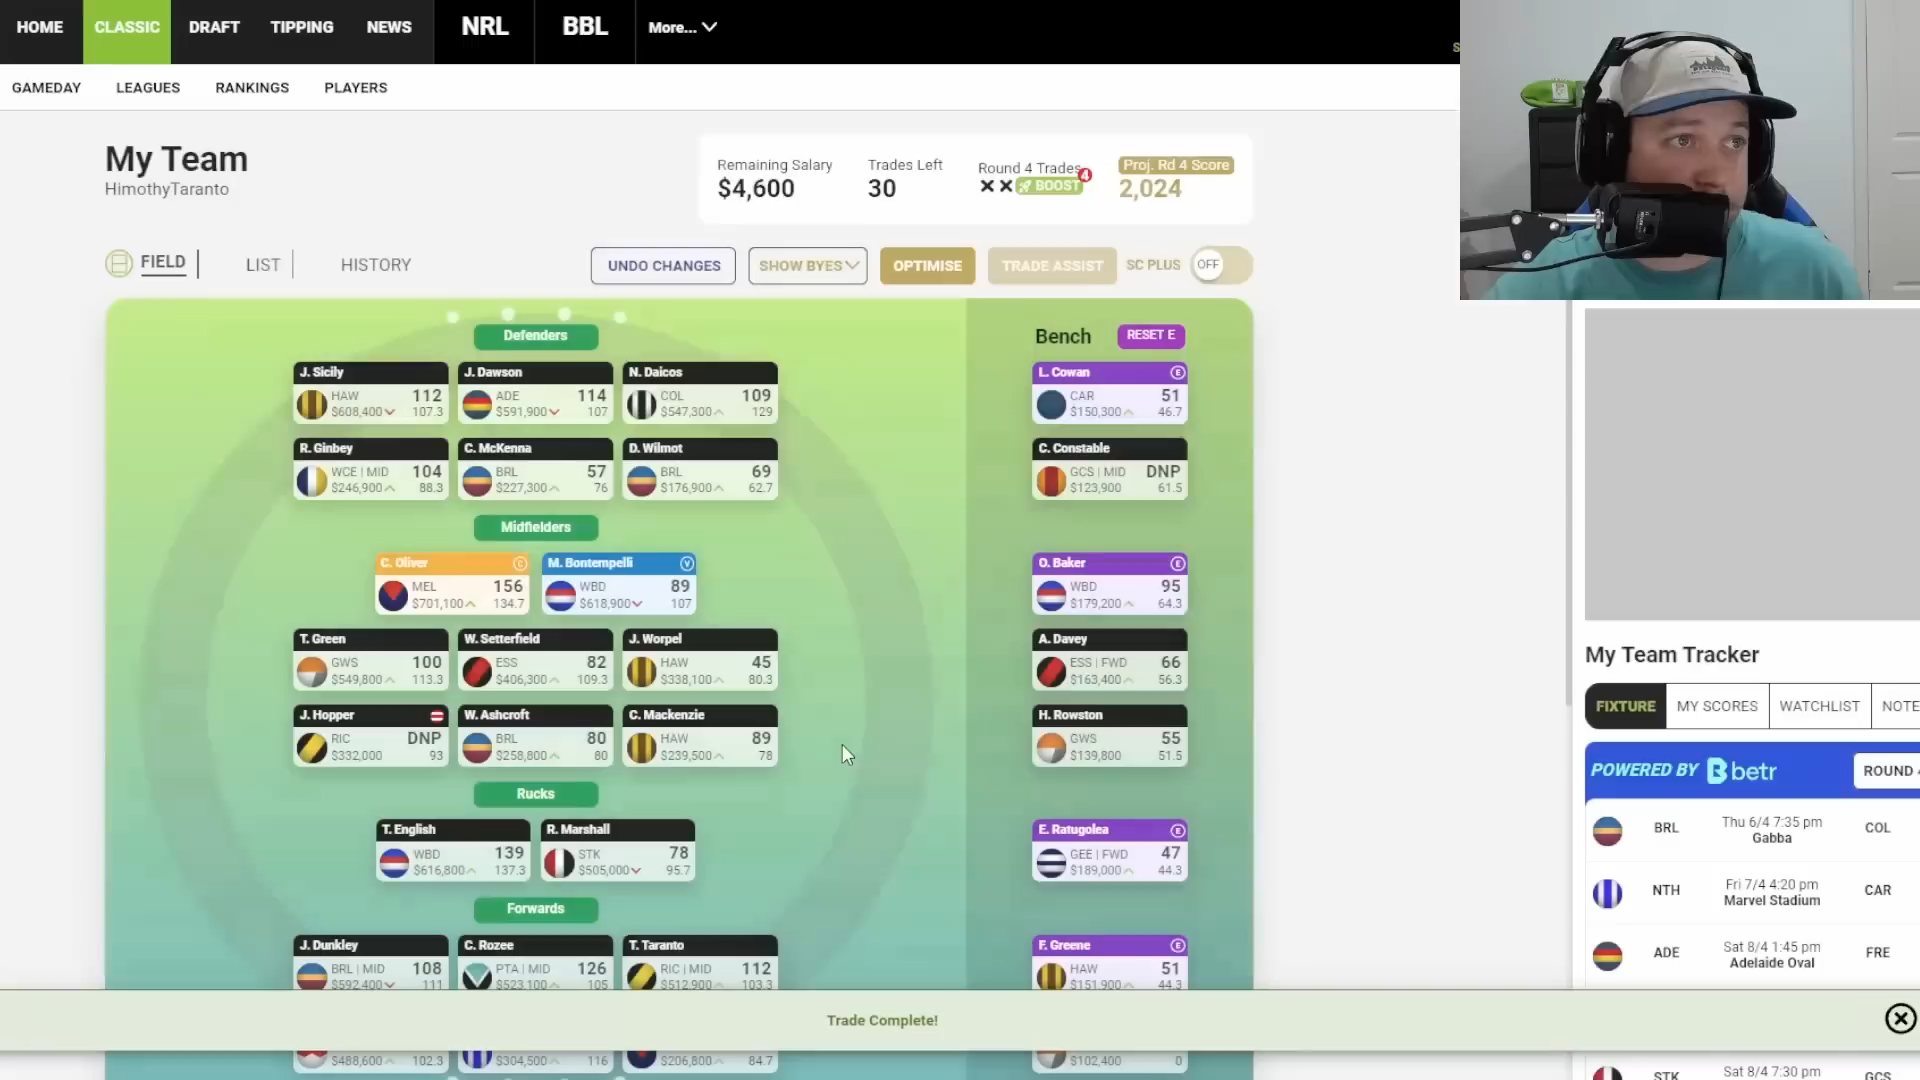 HOME CLASSIC DRAFT TIPPING NEWS NRL BBL More...
GAMEDAY LEAGUES RANKINGS PLAYERS
My Team
HimothyTaranto
Remaining Salary Trades Left Round 4 Trades 4 Proj. Rd 4 Score
$4,600 30 BOOST 2,024
FIELD LIST HISTORY UNDO CHANGES SHOW BYES OPTIMISE TRADE ASSIST SC PLUS OFF
Defenders Bench RESET E
J. Sicily J. Dawson N. Daicos L. Cowan E
HAW 112 ADE 114 COL 109 CAR 51
$608,400 107.3 $591,900 107 $547,300 129 $150,300 46.7
R. Ginbey C. McKenna D. Wilmot C. Constable
WCE | MID 104 BRL 57 BRL 69 GCS | MID DNP
$246,900 88.3 $227,300 76 $176,900 62.7 $123,900 61.5
Midfielders
C. Oliver C M. Bontempelli V O. Baker E
MEL 156 WBD 89 WBD 95
$701,100 134.7 $618,900 107 $179,200 64.3
T. Green W. Setterfield J. Worpel A. Davey
GWS 100 ESS 82 HAW 45 ESS | FWD 66
$549,800 113.3 $406,300 109.3 $338,100 80.3 $163,400 56.3
J. Hopper W. Ashcroft C. Mackenzie H. Rowston
RIC DNP BRL 80 HAW 89 GWS 55
$332,000 93 $258,800 80 $239,500 78 $139,800 51.5
Rucks
T. English R. Marshall E. Ratugolea E
WBD 139 STK 78 GEE | FWD 47
$616,800 137.3 $505,000 95.7 $189,000 44.3
Forwards
J. Dunkley C. Rozee T. Taranto F. Greene E
BRL | MID 108 PTA | MID 126 RIC | MID 112 HAW 51
$592,400 111 $523,100 105 $512,900 103.3 $151,900 44.3
Trade Complete!
$488,600 102.3 $304,500 116 $206,800 84.7 $102,400 0
My Team Tracker
FIXTURE MY SCORES WATCHLIST NOTE
POWERED BY betr ROUND
BRL Thu 6/4 7:35 pm COL
Gabba
NTH Fri 7/4 4:20 pm CAR
Marvel Stadium
ADE Sat 8/4 1:45 pm FRE
Adelaide Oval
STK Sat 8/4 7:30 pm GCS